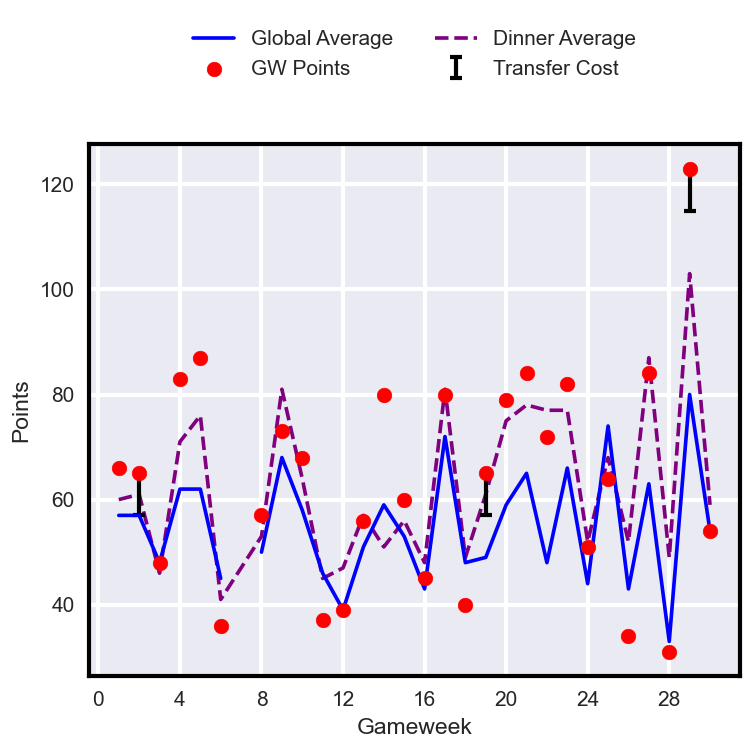 Global Average
Dinner Average
GW Points
Transfer Cost
120
100
80
60
40
Points
0 4 8 12 16 20 24 28
Gameweek